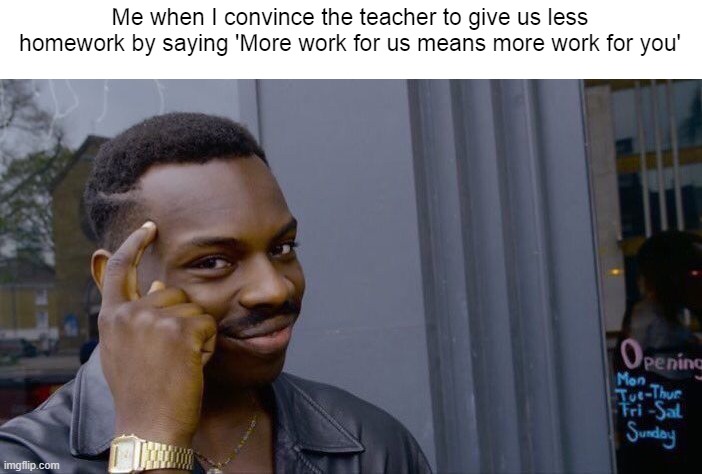 Me when I convince the teacher to give us less
homework by saying 'More work for us means more work for you'
Opening
Mon
Tue-Thur
Fri -Sat
Sunday
imgflip.com